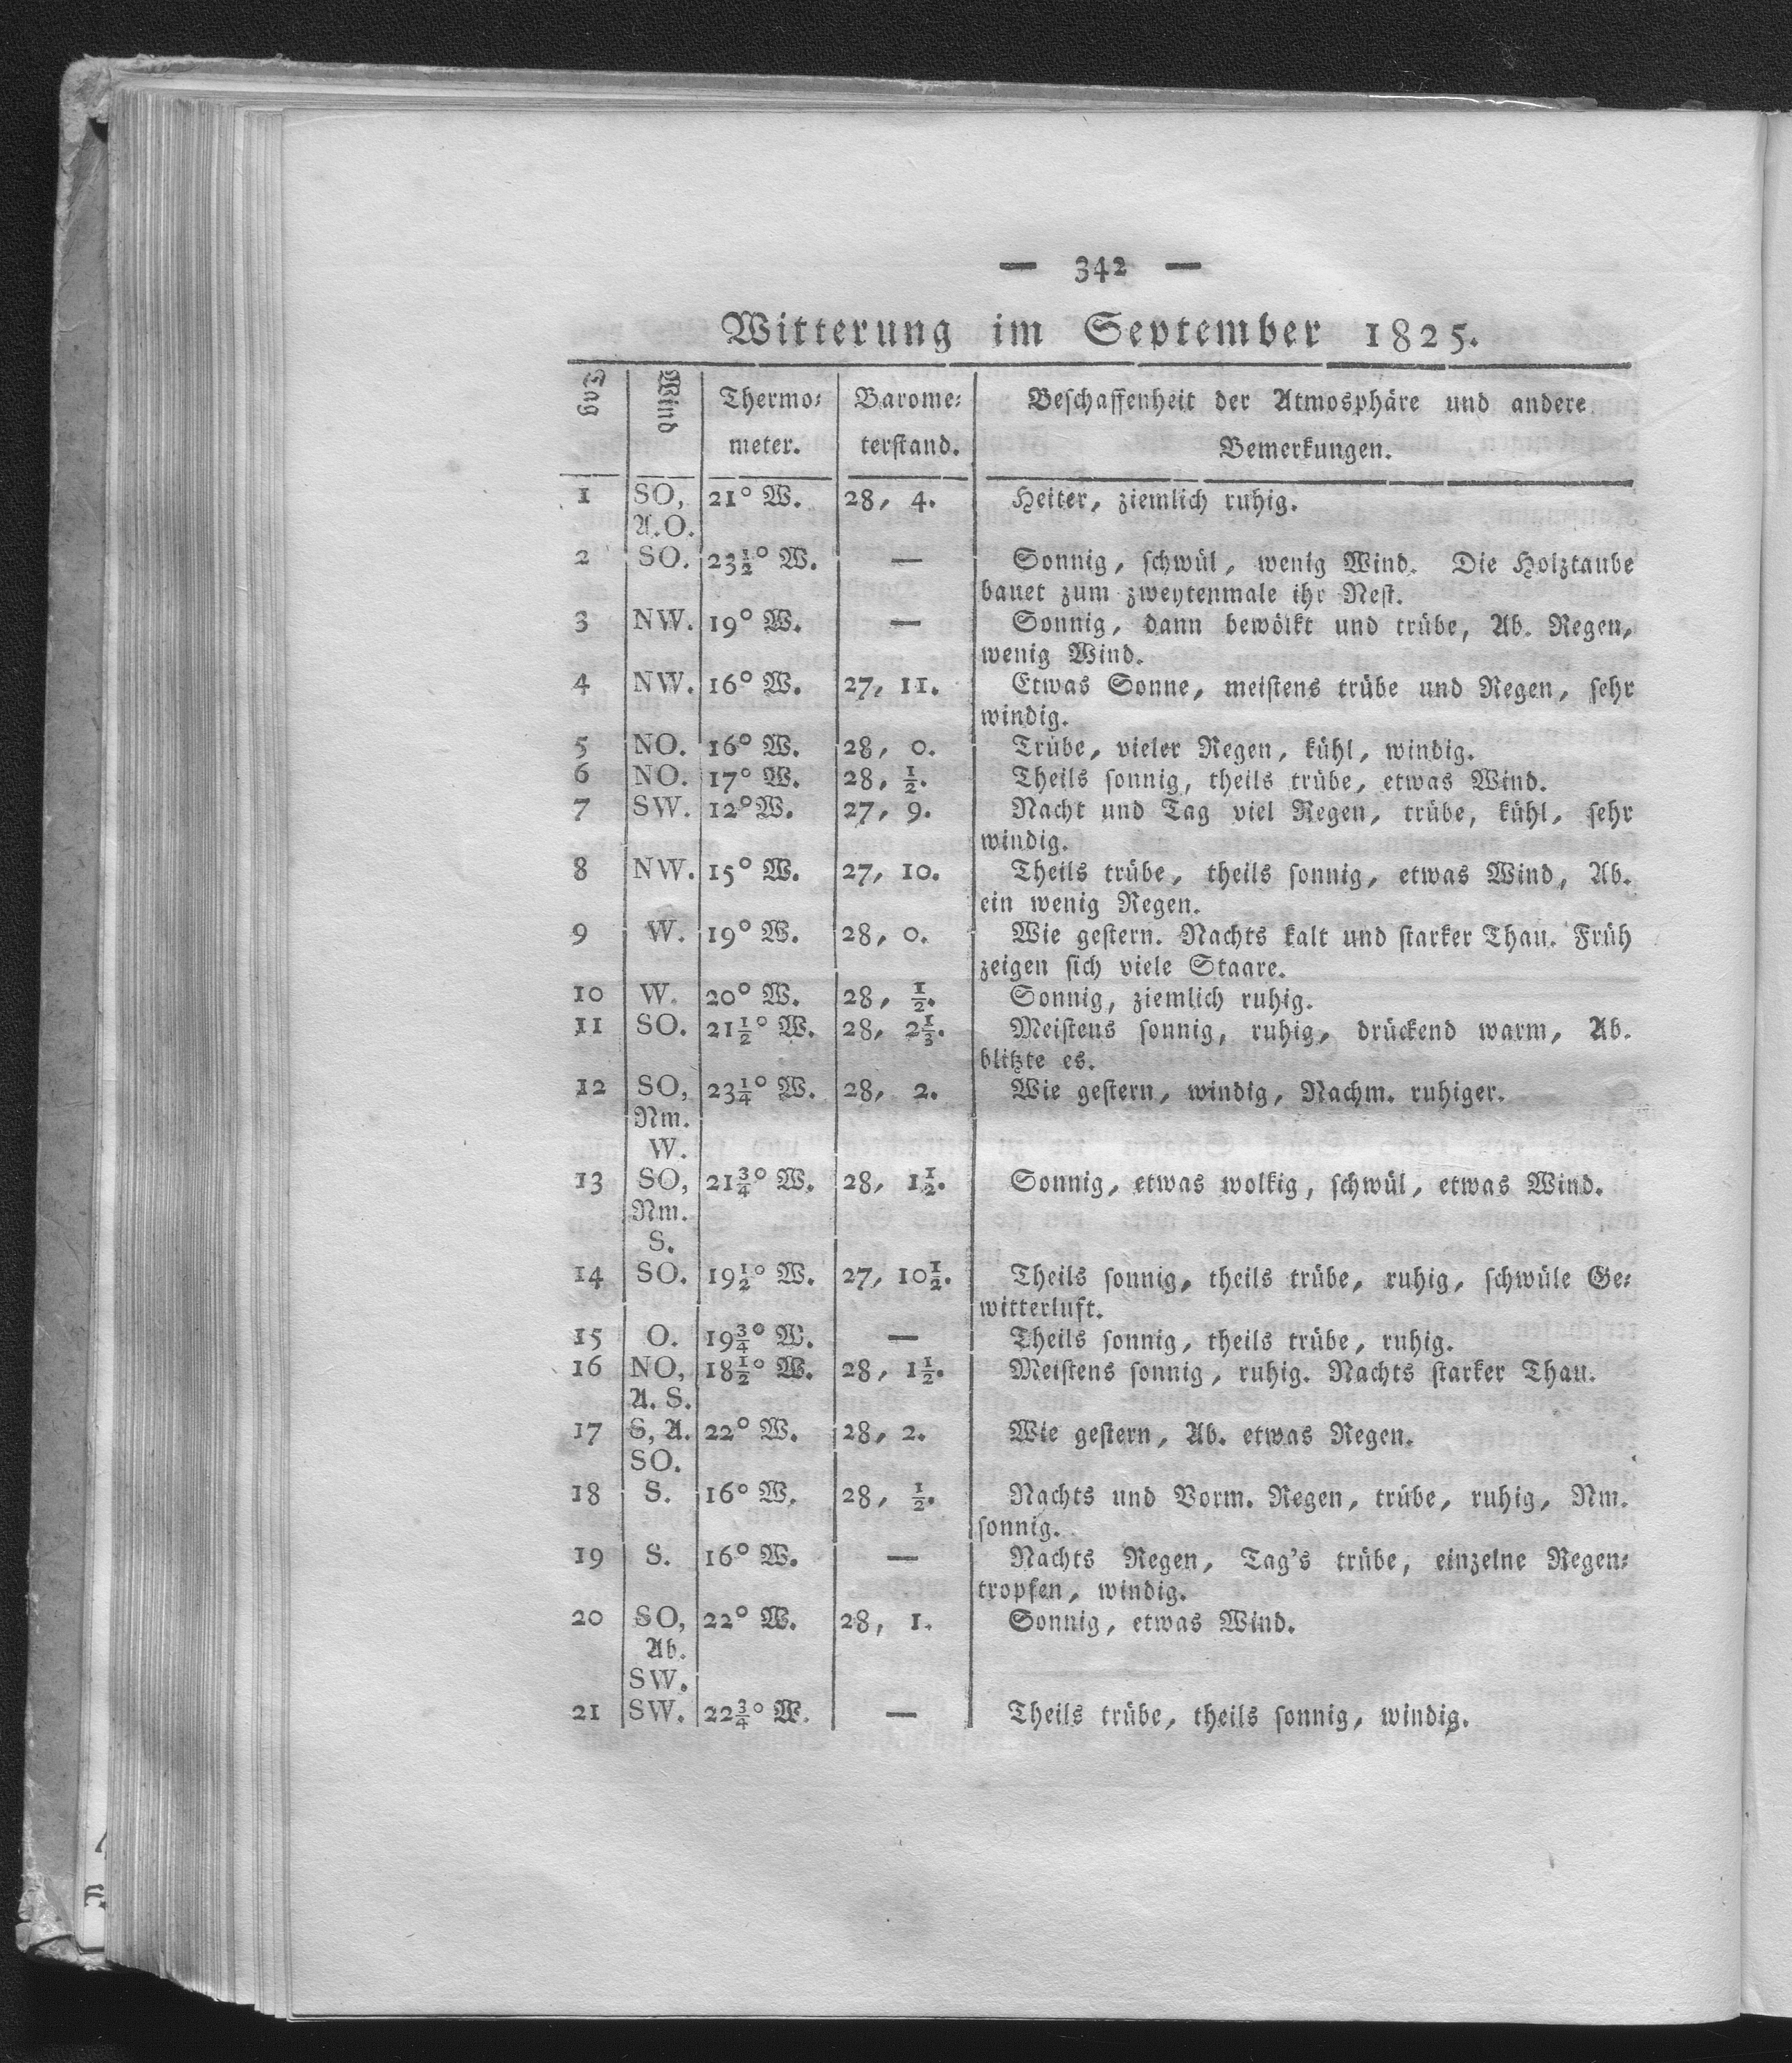 — 342 —
Witterung im September 1825.
Tag Wind Thermo⸗ Barome⸗ Beschaffenheit der Atmosphäre und andere
meter. terstand. Bemerkungen.
1 SO, 21° W. 28, 4. Heiter, ziemlich ruhig.
A.O.
2 SO. 23½° W. — Sonnig, schwül, wenig Wind. Die Holztaube
bauet zum zweytenmale ihr Nest.
3 NW. 19° W. — Sonnig, dann bewölkt und trübe, Ab. Regen,
wenig Wind.
4 NW. 16° W. 27, 11. Etwas Sonne, meistens trübe und Regen, sehr
windig.
5 NO. 16° W. 28, 0. Trübe, vieler Regen, kühl, windig.
6 NO. 17° W. 28, ½. Theils sonnig, theils trübe, etwas Wind.
7 SW. 12° W. 27, 9. Nacht und Tag viel Regen, trübe, kühl, sehr
windig.
8 NW. 15° W. 27, 10. Theils trübe, theils sonnig, etwas Wind, Ab.
ein wenig Regen.
9 W. 19° W. 28, 0. Wie gestern. Nachts kalt und starker Thau. Früh
zeigen sich viele Staare.
10 W. 20° W. 28, ½. Sonnig, ziemlich ruhig.
11 SO. 21½° W. 28, 2⅓. Meistens sonnig, ruhig, drückend warm, Ab.
blitzte es.
12 SO, 23¼° W. 28, 2. Wie gestern, windig, Nachm. ruhiger.
Nm.
W.
13 SO, 21¾° W. 28, 1½. Sonnig, etwas wolkig, schwül, etwas Wind.
Nm.
S.
14 SO. 19½° W. 27, 10½. Theils sonnig, theils trübe, ruhig, schwüle Ge⸗
witterluft.
15 O. 19¾° W. — Theils sonnig, theils trübe, ruhig.
16 NO, 18½° W. 28, 1½. Meistens sonnig, ruhig. Nachts starker Thau.
A. S.
17 S, A. 22° W. 28, 2. Wie gestern, Ab. etwas Regen.
SO.
18 S. 16° W. 28, ½. Nachts und Vorm. Regen, trübe, ruhig, Nm.
sonnig.
19 S. 16° W. — Nachts Regen, Tag's trübe, einzelne Regen⸗
tropfen, windig.
20 SO, 22° W. 28, 1. Sonnig, etwas Wind.
Ab.
SW.
21 SW. 22¾° W. — Theils trübe, theils sonnig, windig.